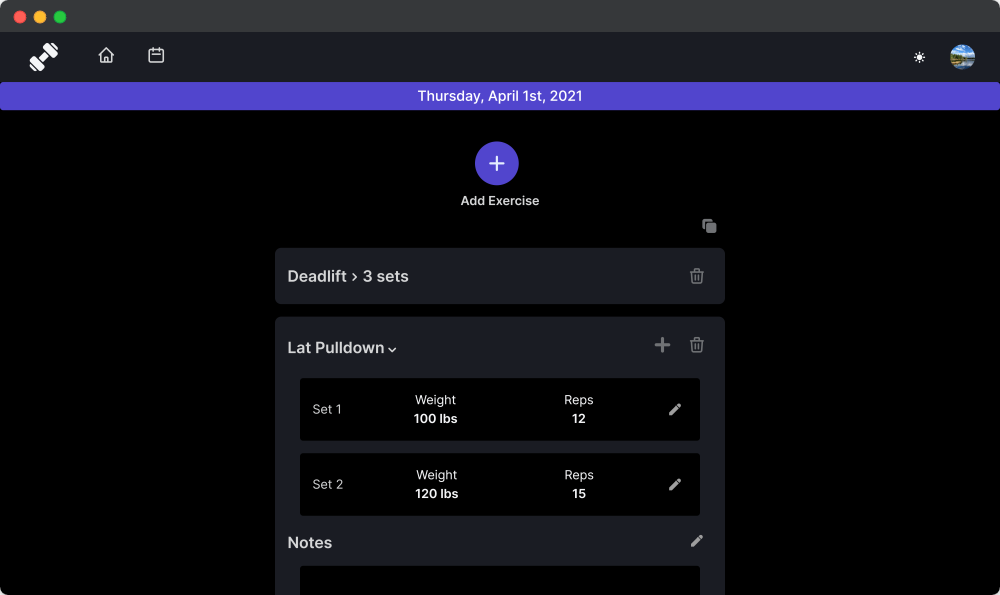 Thursday, April 1st, 2021
Add Exercise
Deadlift › 3 sets
Lat Pulldown
Set 1
Weight
100 lbs
Reps
12
Set 2
Weight
120 lbs
Reps
15
Notes